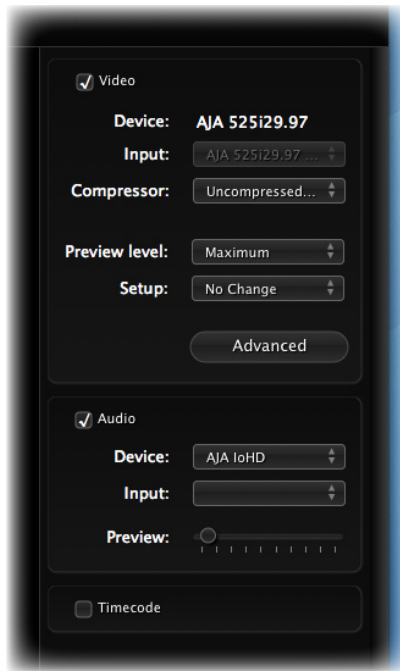 Video
Device: AJA 525i29.97
Input: AJA 525i29.97 ...
Compressor: Uncompressed...
Preview level: Maximum
Setup: No Change
Advanced
Audio
Device: AJA IoHD
Input:
Preview:
Timecode